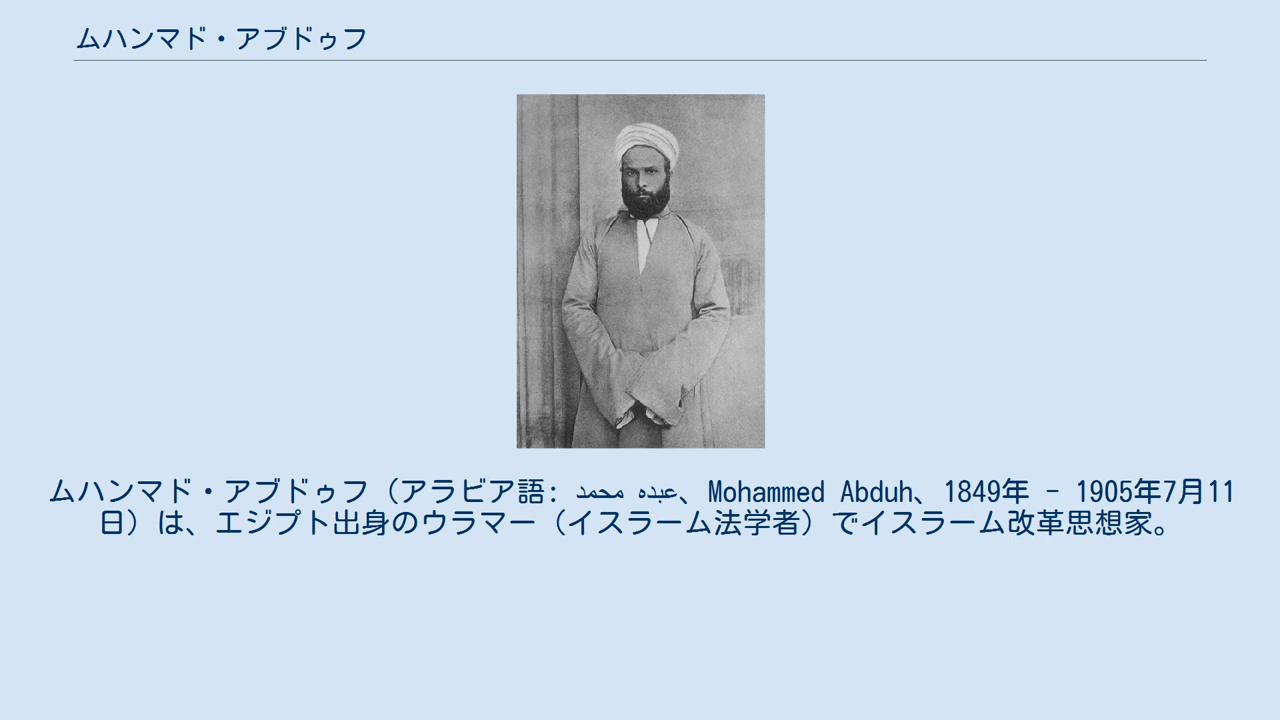 ムハンマド・アブドゥフ
ムハンマド・アブドゥフ（アラビア語: محمد عبده、Mohammed Abduh、1849年 - 1905年7月11
日）は、エジプト出身のウラマー（イスラーム法学者）でイスラーム改革思想家。